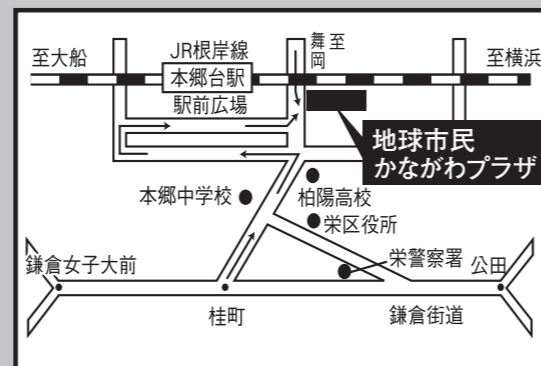 至大船
JR根岸線
本郷台駅
駅前広場
舞岡
至
至横浜
地球市民
かながわプラザ
本郷中学校
柏陽高校
栄区役所
栄警察署
公田
鎌倉女子大前
桂町
鎌倉街道